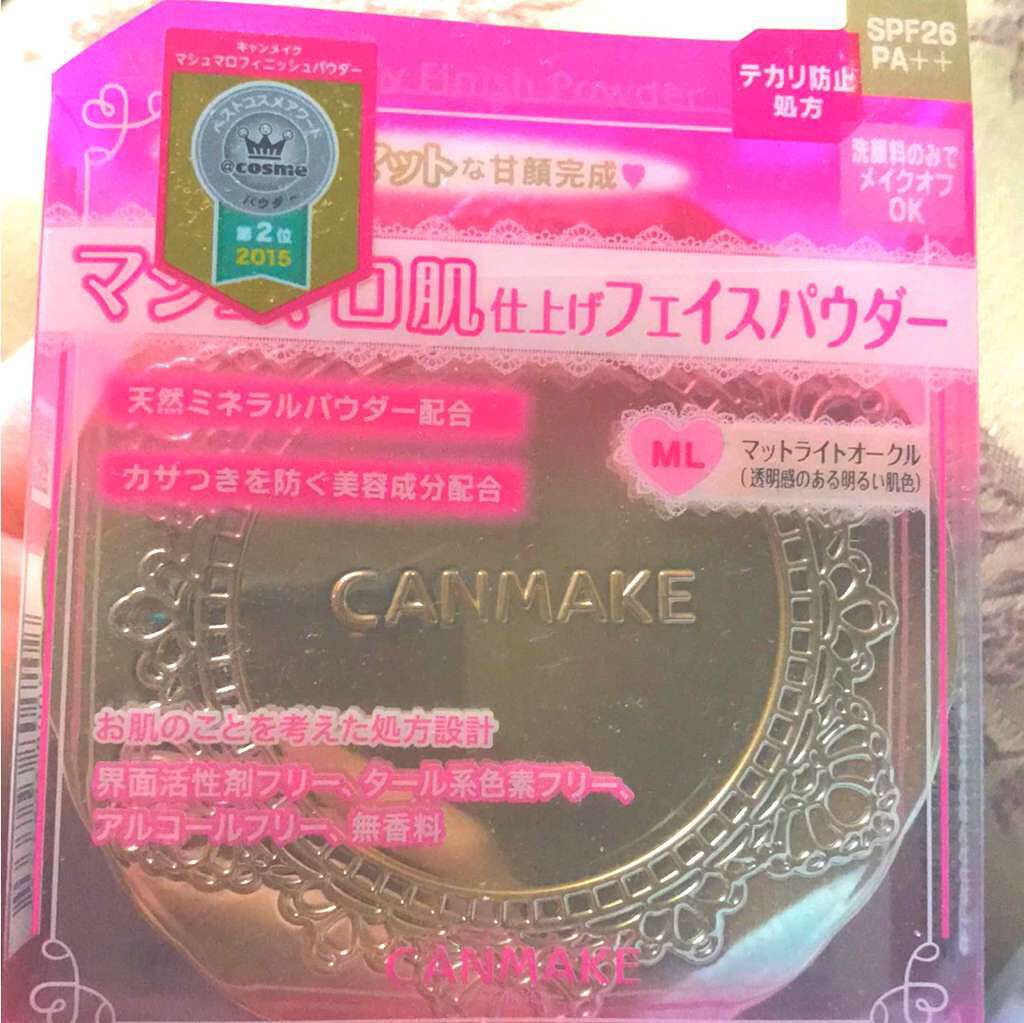 キャンメイク
マシュマロフィニッシュパウダー
ベストコスメアワード
@cosme
パウダー
第2位
2015
Finish Powder
テカリ防止
処方
SPF26
PA++
洗顔料のみで
メイクオフ
OK
マットな甘顔完成♥
マシュマロ肌仕上げフェイスパウダー
天然ミネラルパウダー配合
カサつきを防ぐ美容成分配合
ML
マットライトオークル
(透明感のある明るい肌色)
CANMAKE
お肌のことを考えた処方設計
界面活性剤フリー、タール系色素フリー、
アルコールフリー、無香料
CANMAKE